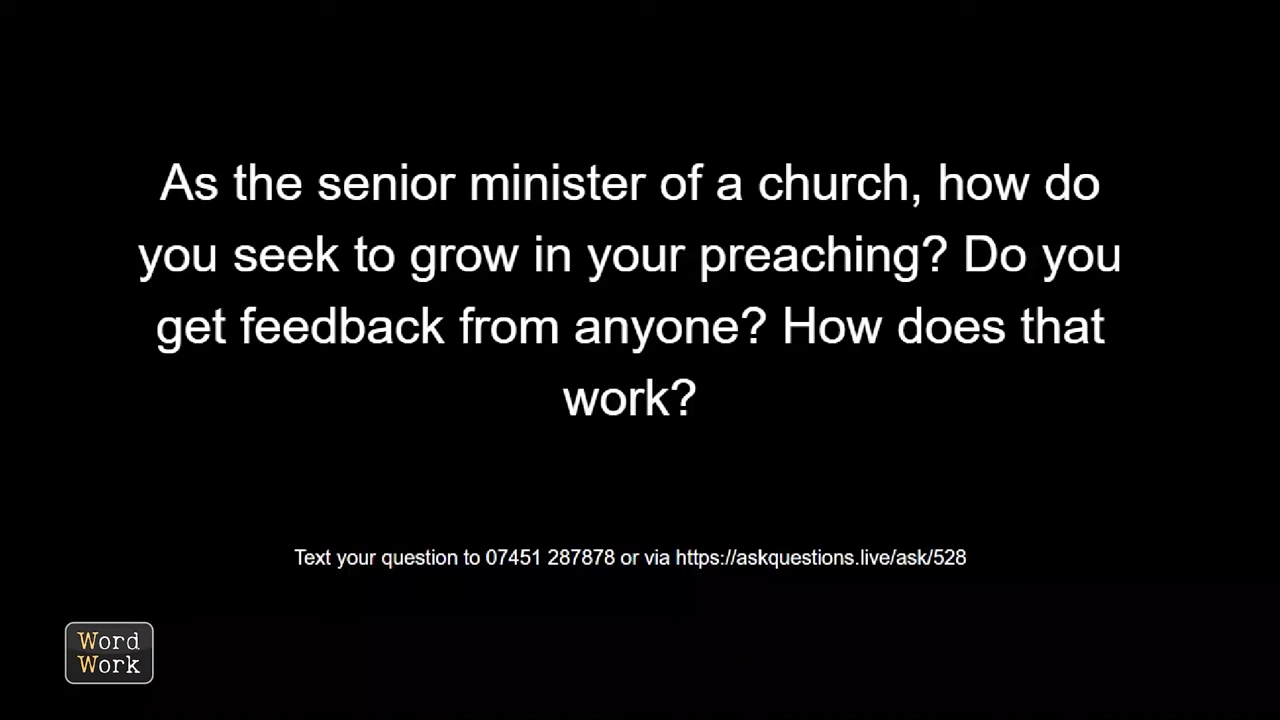 As the senior minister of a church, how do
you seek to grow in your preaching? Do you
get feedback from anyone? How does that
work?
Text your question to 07451 287878 or via https://askquestions.live/ask/528
Word
Work